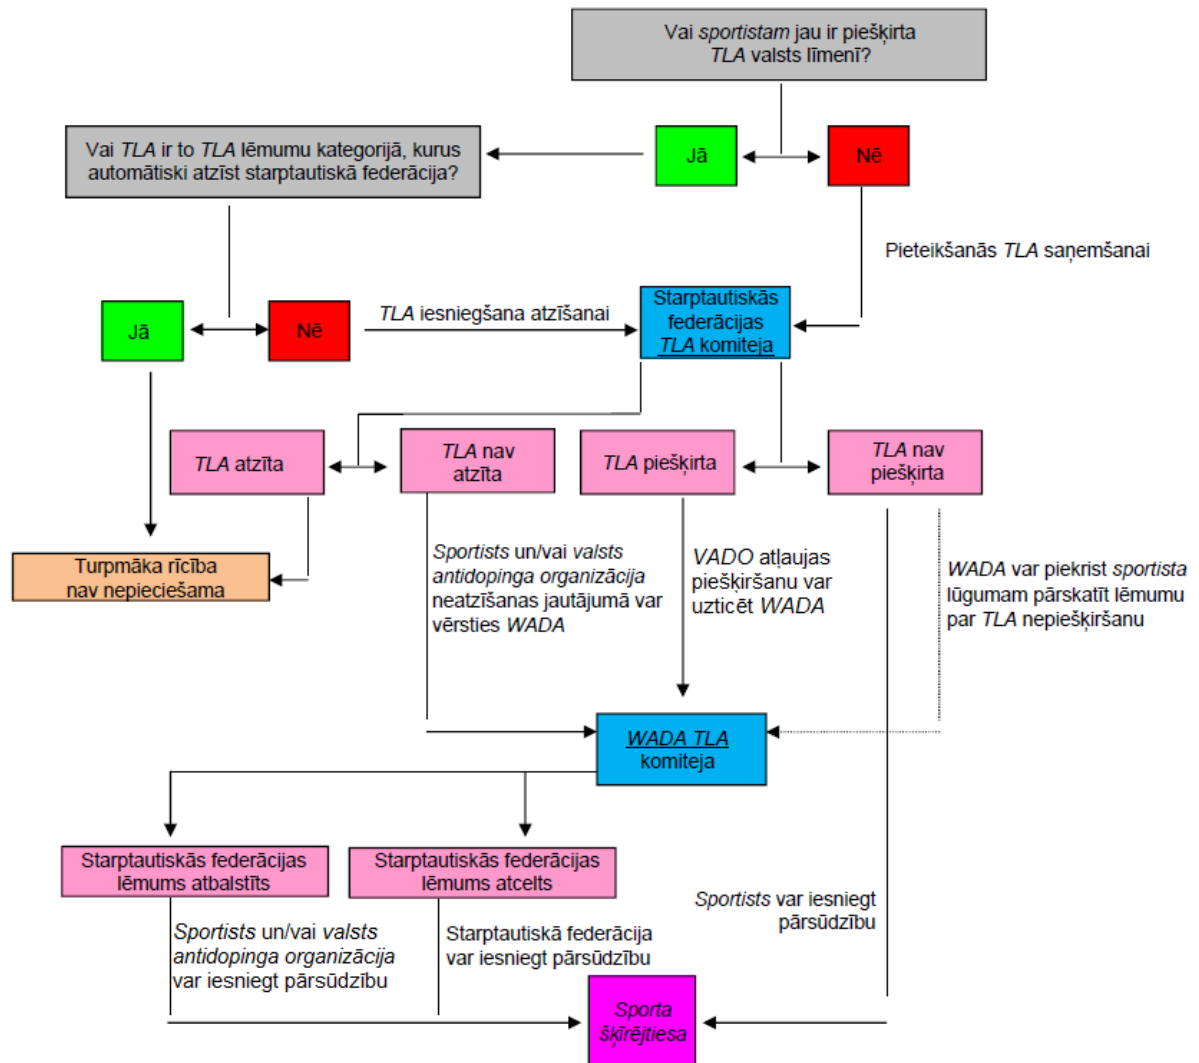 Vai sportistam jau ir piešķirta
TLA valsts līmenī?
Vai TLA ir to TLA lēmumu kategorijā, kurus
automātiski atzīst starptautiskā federācija?
Jā
Nē
Pieteikšanās TLA saņemšanai
Jā
Nē
TLA iesniegšana atzīšanai
Starptautiskās
federācijas
TLA komiteja
TLA atzīta
TLA nav
atzīta
TLA piešķirta
TLA nav
piešķirta
Turpmāka rīcība
nav nepieciešama
Sportists un/vai valsts
antidopinga organizācija
neatzīšanas jautājumā var
vērsties WADA
VADO atļaujas
piešķiršanu var
uzticēt WADA
WADA var piekrist sportista
lūgumam pārskatīt lēmumu
par TLA nepiešķiršanu
WADA TLA
komiteja
Starptautiskās federācijas
lēmums atbalstīts
Starptautiskās federācijas
lēmums atcelts
Sportists un/vai valsts
antidopinga organizācija
var iesniegt pārsūdzību
Starptautiskā federācija
var iesniegt pārsūdzību
Sportists var iesniegt
pārsūdzību
Sporta
šķīrējtiesa